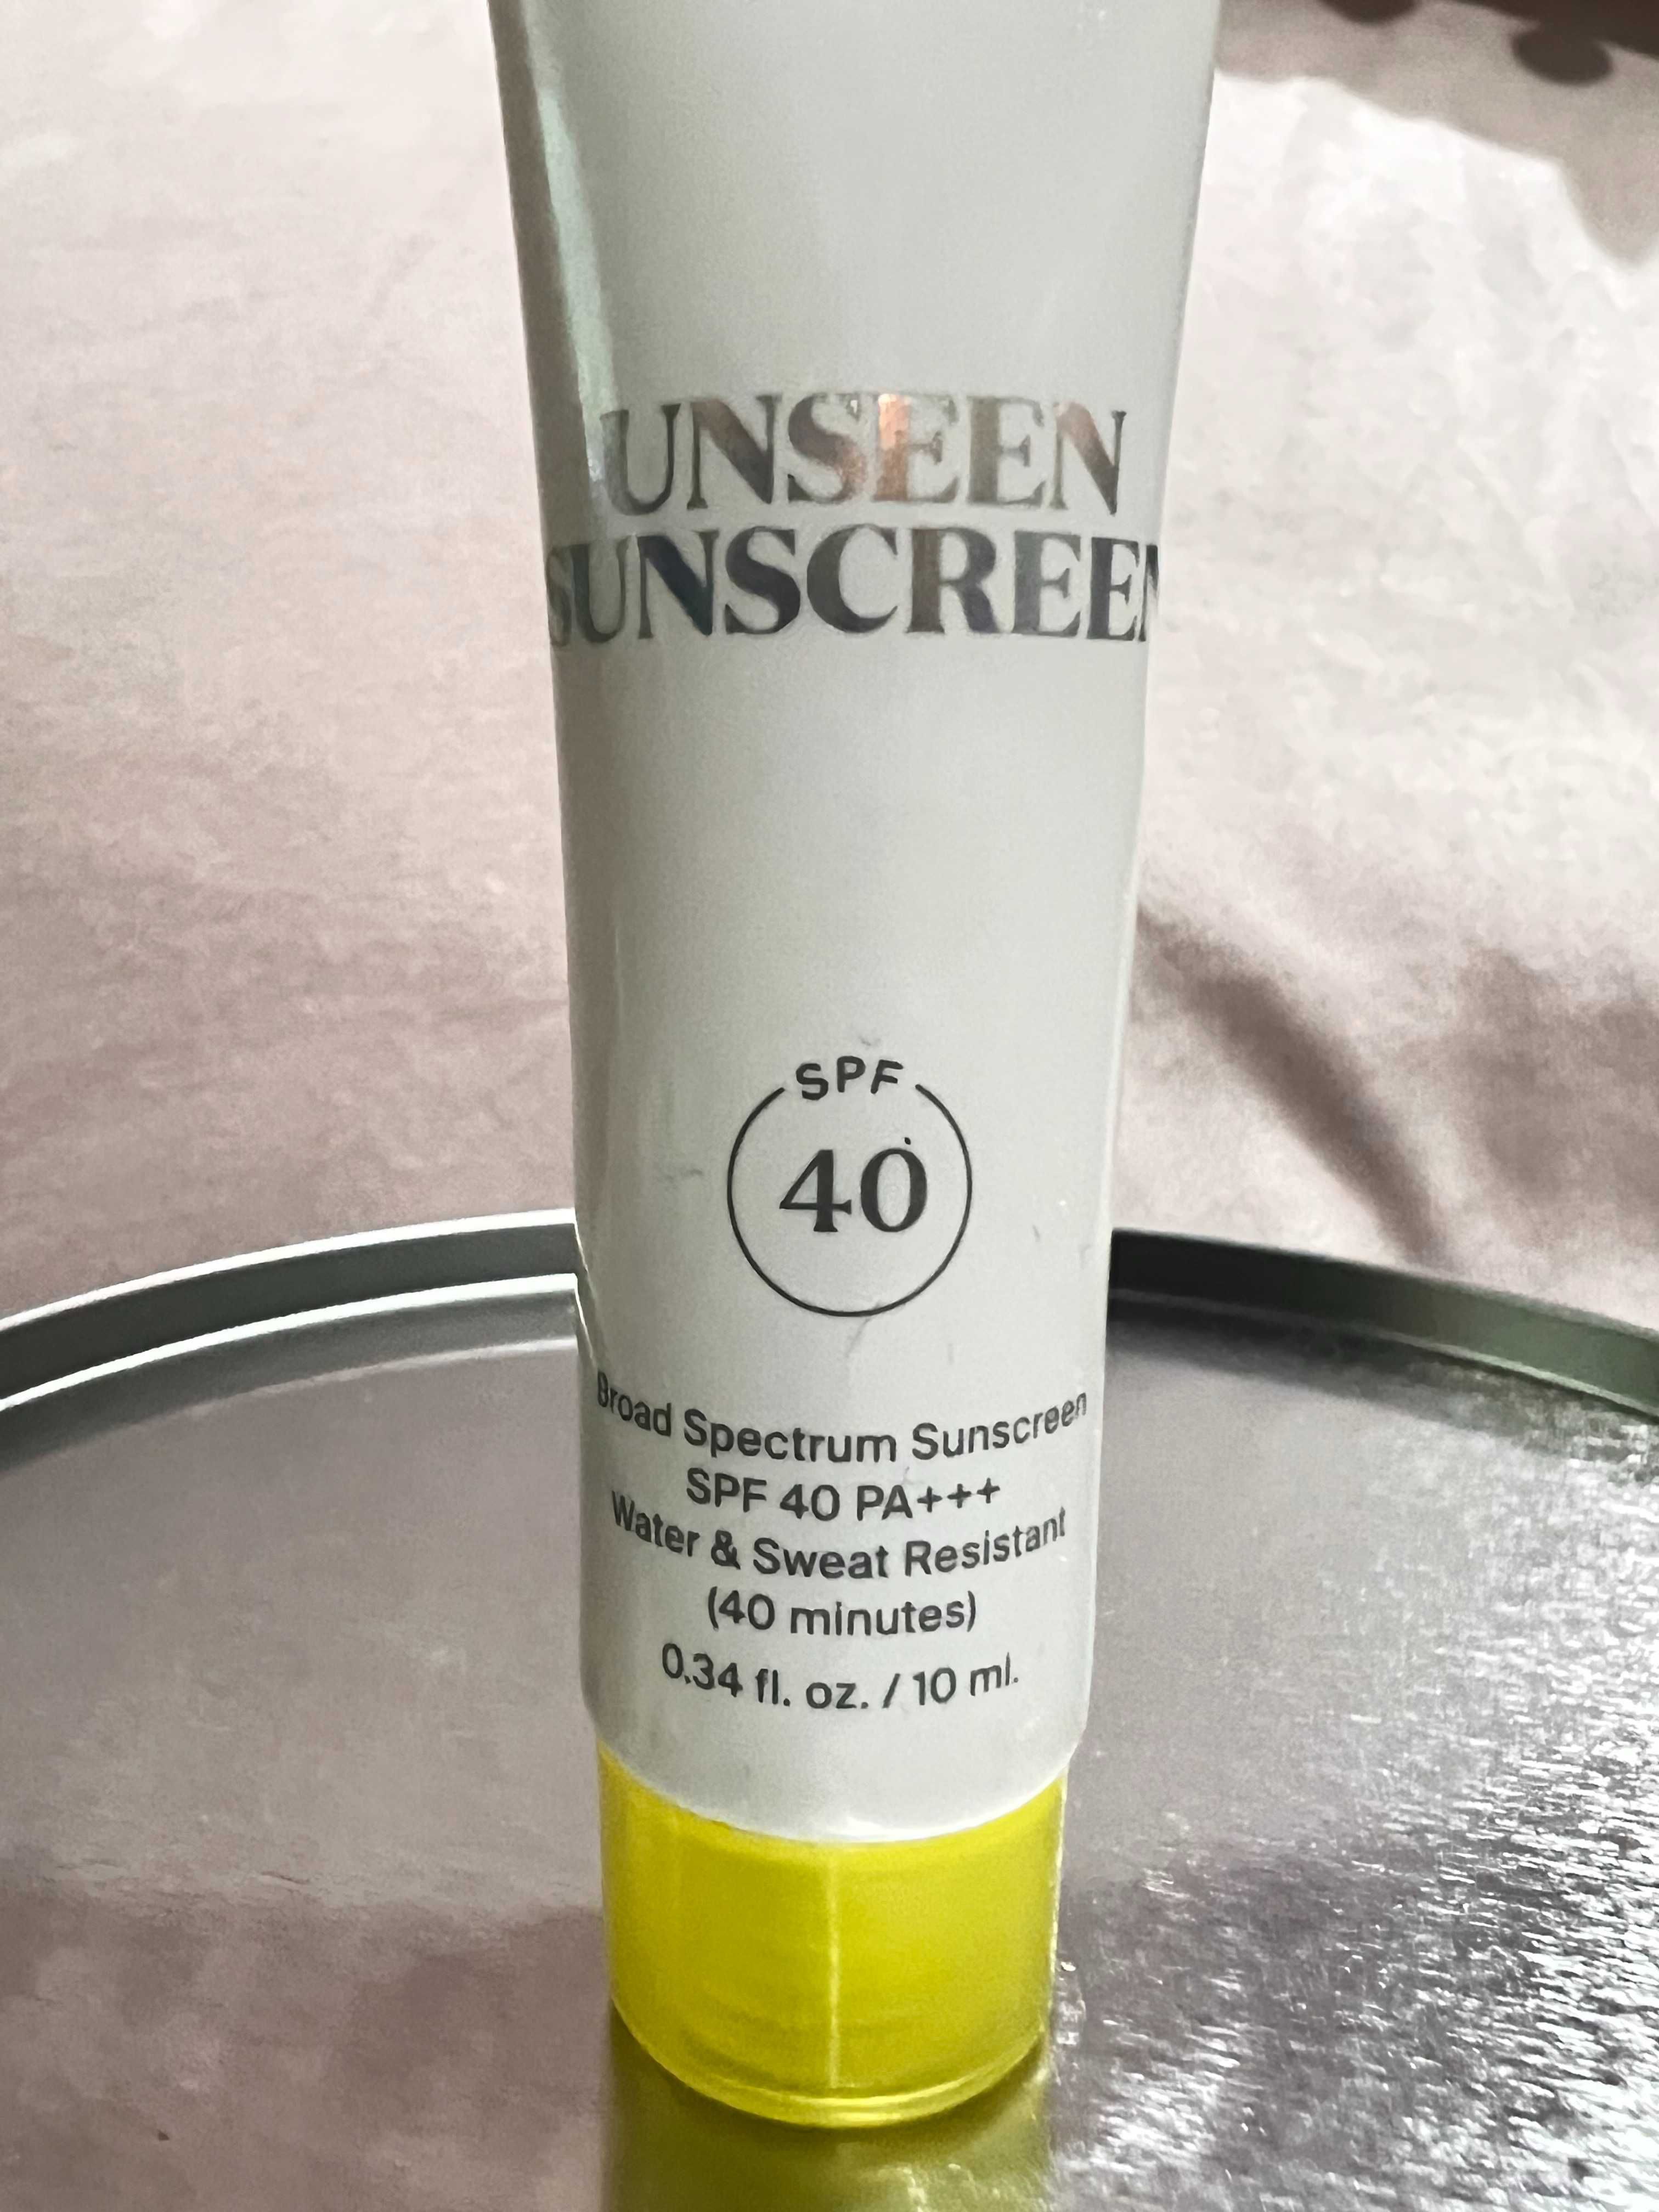 UNSEEN
SUNSCREEN
SPF
40
Broad Spectrum Sunscreen
SPF 40 PA+++
Water & Sweat Resistant
(40 minutes)
0.34 fl. oz. / 10 ml.